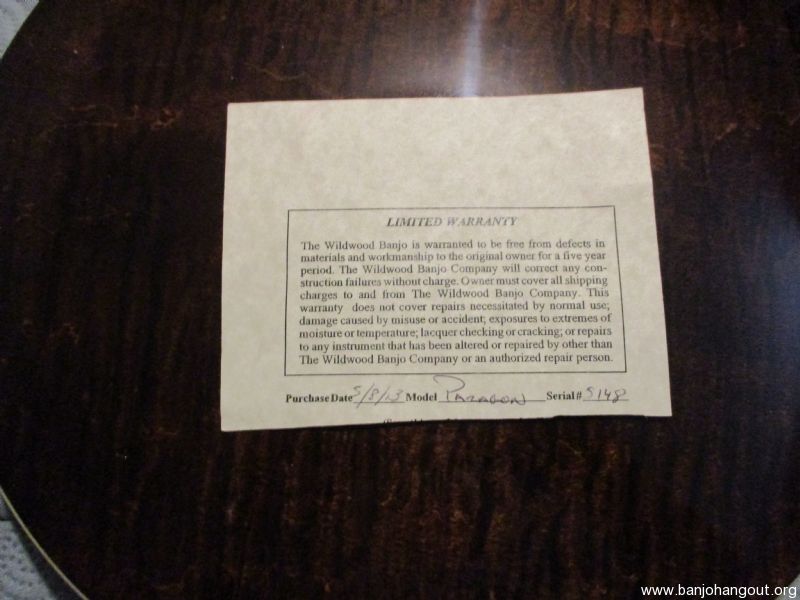 LIMITED WARRANTY
The Wildwood Banjo is warranted to be free from defects in
materials and workmanship to the original owner for a five year
period. The Wildwood Banjo Company will correct any con-
struction failures without charge. Owner must cover all shipping
charges to and from The Wildwood Banjo Company. This
warranty does not cover repairs necessitated by normal use;
damage caused by misuse or accident; exposures to extremes of
moisture or temperature; lacquer checking or cracking; or repairs
to any instrument that has been altered or repaired by other than
The Wildwood Banjo Company or an authorized repair person.
Purchase Date Model PARAGON Serial# 5148
www.banjohangout.org